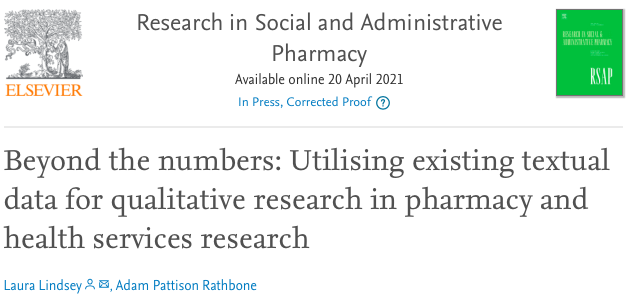 Research in Social and Administrative
Pharmacy
Available online 20 April 2021
In Press, Corrected Proof ?
ELSEVIER
RESEARCH IN SOCIAL &
ADMINISTRATIVE PHARMACY
RSAP
Beyond the numbers: Utilising existing textual
data for qualitative research in pharmacy and
health services research
Laura Lindsey, Adam Pattison Rathbone